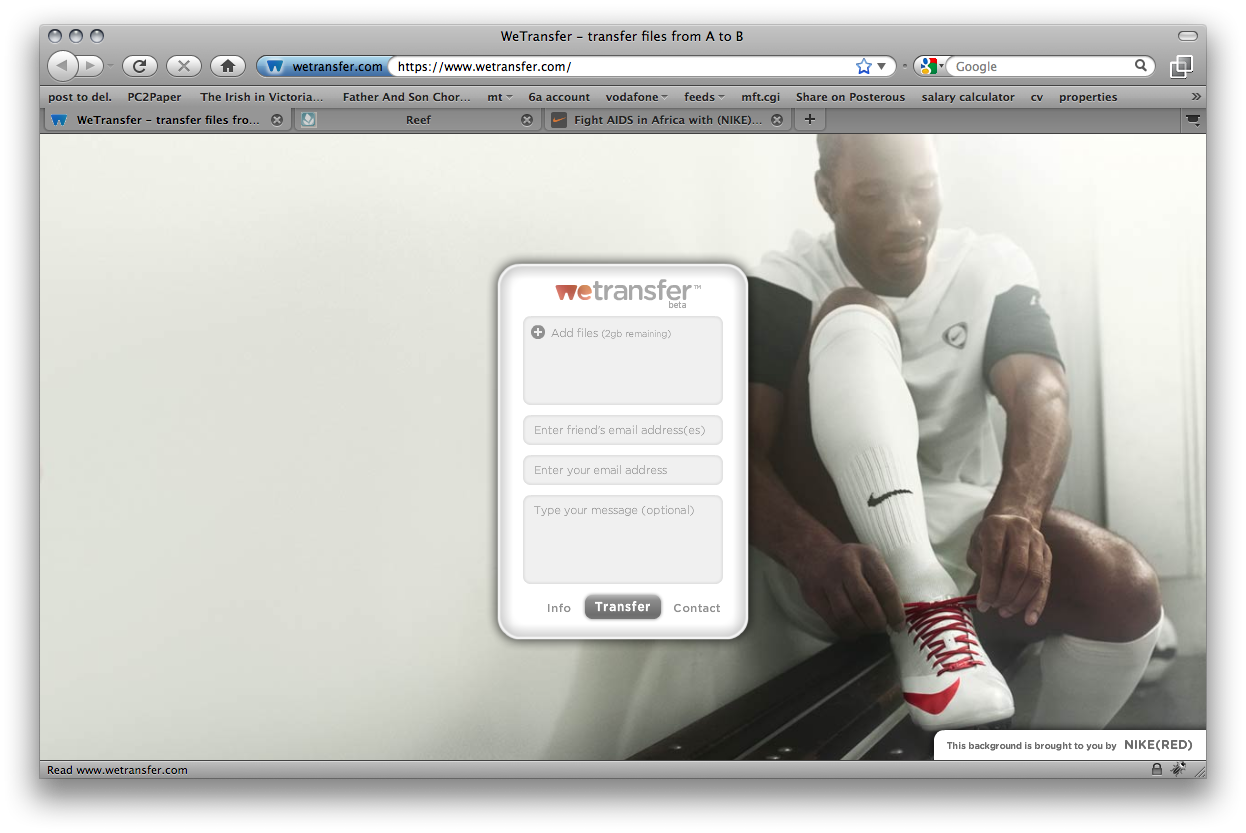 WeTransfer – transfer files from A to B
wetransfer.com https://www.wetransfer.com/ Google
post to del. PC2Paper The Irish in Victoria... Father And Son Chor... mt 6a account vodafone feeds mft.cgi Share on Posterous salary calculator cv properties »
WeTransfer – transfer files fro... Reef Fight AIDS in Africa with (NIKE)... +
wetransfer™
beta
Add files (2gb remaining)
Enter friend's email address(es)
Enter your email address
Type your message (optional)
Info Transfer Contact
This background is brought to you by NIKE(RED)
Read www.wetransfer.com